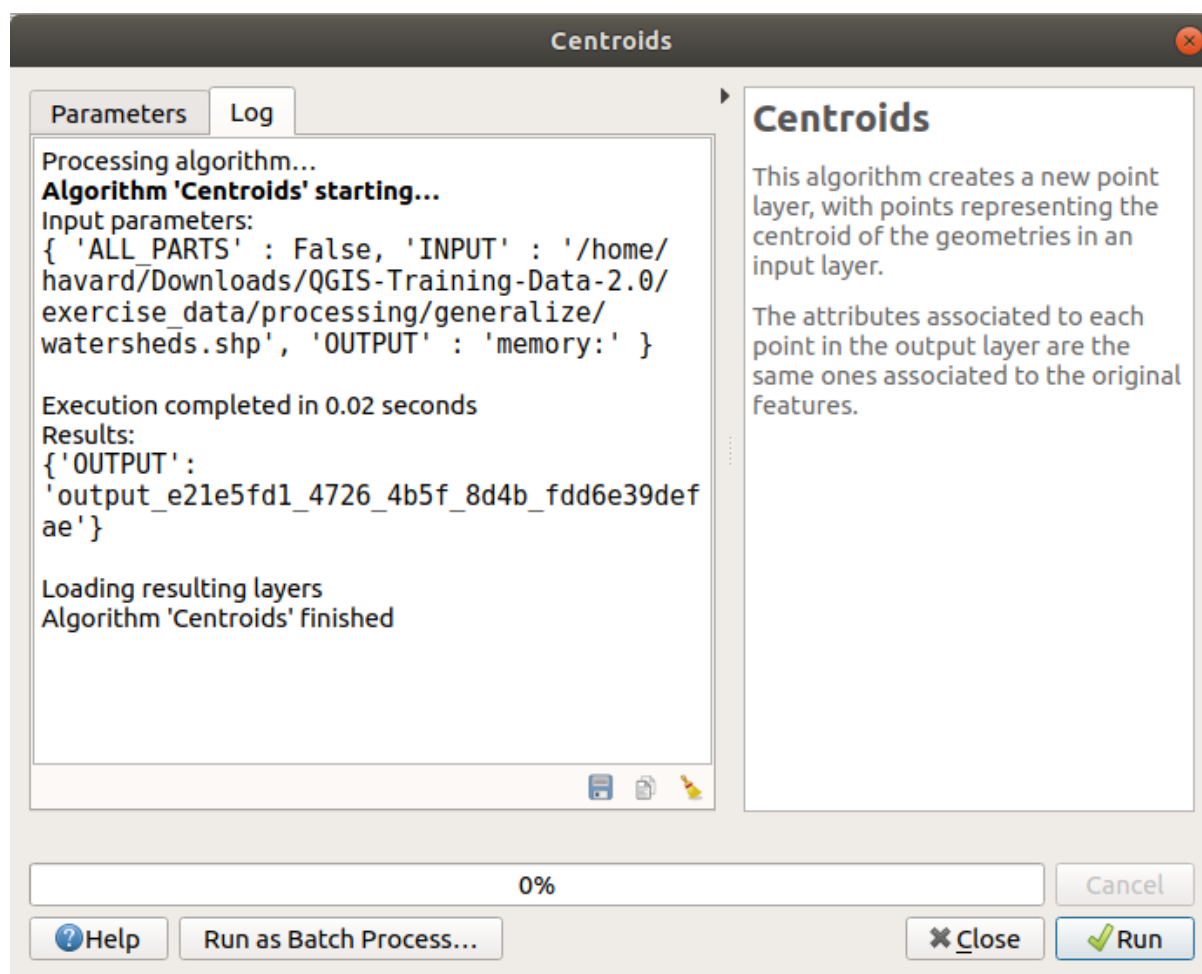 Centroids
Parameters
Log
Processing algorithm…
Algorithm 'Centroids' starting…
Input parameters:
{ 'ALL_PARTS' : False, 'INPUT' : '/home/
havard/Downloads/QGIS-Training-Data-2.0/
exercise_data/processing/generalize/
watersheds.shp', 'OUTPUT' : 'memory:' }
Execution completed in 0.02 seconds
Results:
{'OUTPUT':
'output_e21e5fd1_4726_4b5f_8d4b_fdd6e39def
ae'}
Loading resulting layers
Algorithm 'Centroids' finished
Centroids
This algorithm creates a new point
layer, with points representing the
centroid of the geometries in an
input layer.
The attributes associated to each
point in the output layer are the
same ones associated to the original
features.
0%
Cancel
Help
Run as Batch Process…
Close
Run